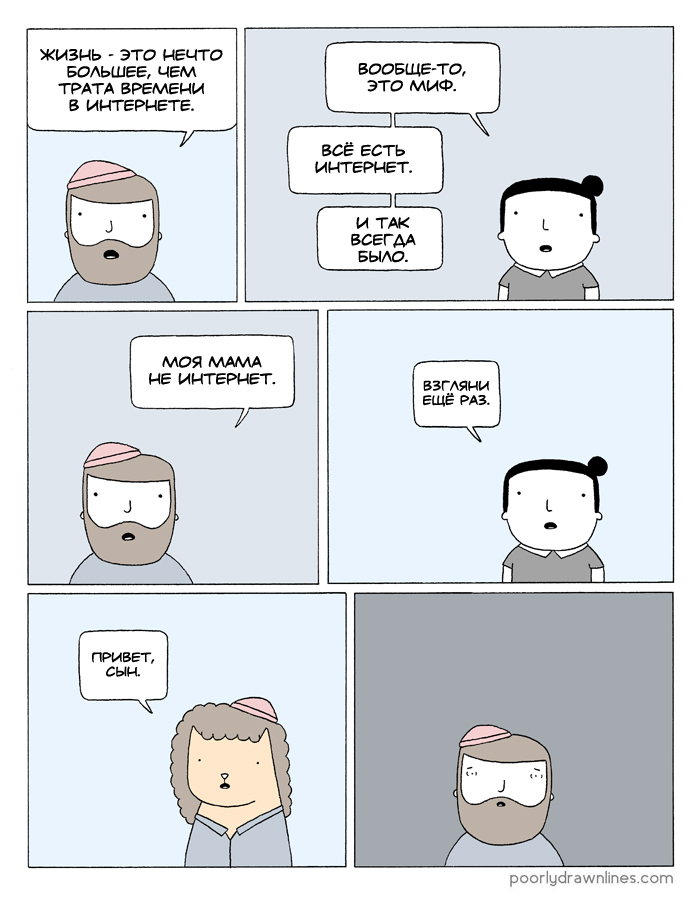 ЖИЗНЬ - ЭТО НЕЧТО
БОЛЬШЕЕ, ЧЕМ
ТРАТА ВРЕМЕНИ
В ИНТЕРНЕТЕ.
ВООБЩЕ-ТО,
ЭТО МИФ.
ВСЁ ЕСТЬ
ИНТЕРНЕТ.
И ТАК
ВСЕГДА
БЫЛО.
МОЯ МАМА
НЕ ИНТЕРНЕТ.
ВЗГЛЯНИ
ЕЩЁ РАЗ.
ПРИВЕТ,
СЫН.
poorlydrawnlines.com